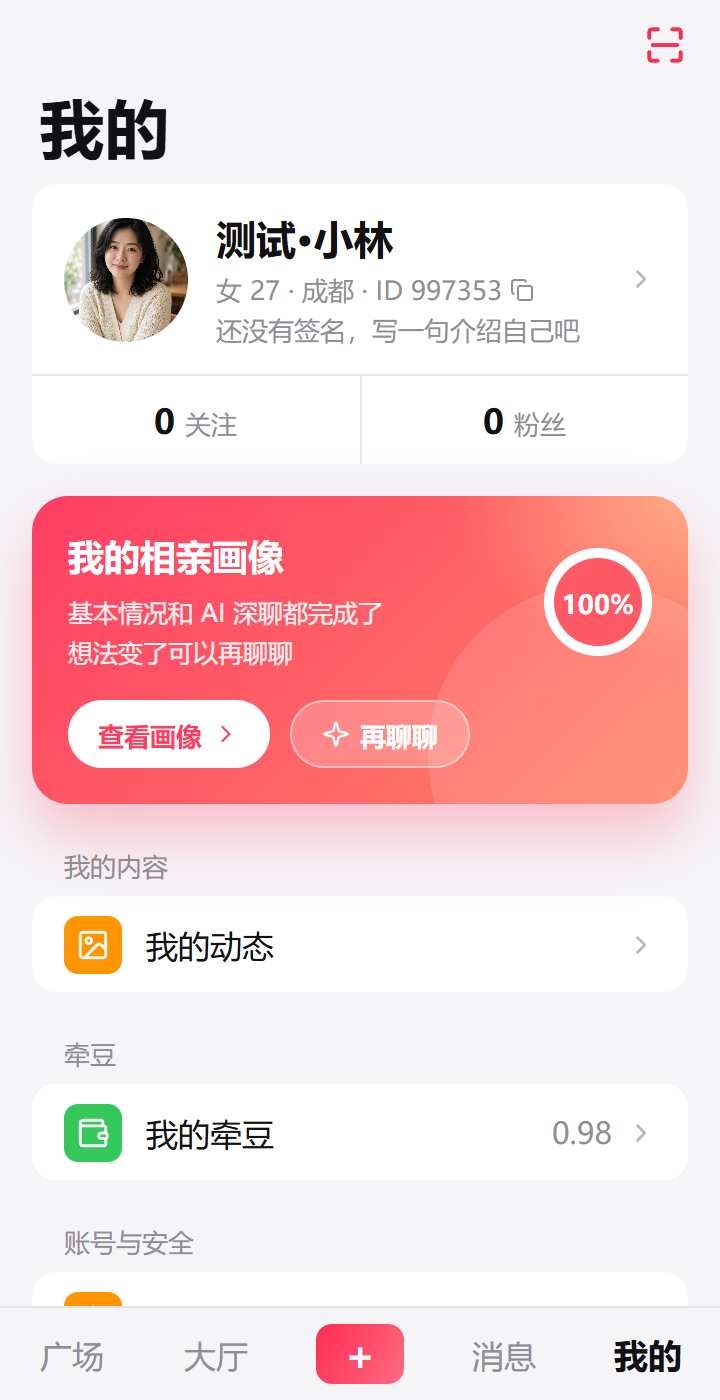 我的
测试•小林
女 27 · 成都 · ID 997353
还没有签名，写一句介绍自己吧
0 关注
0 粉丝
我的相亲画像
基本情况和 AI 深聊都完成了
想法变了可以再聊聊
100%
查看画像
再聊聊
我的内容
我的动态
牵豆
我的牵豆
0.98
账号与安全
广场
大厅
+
消息
我的